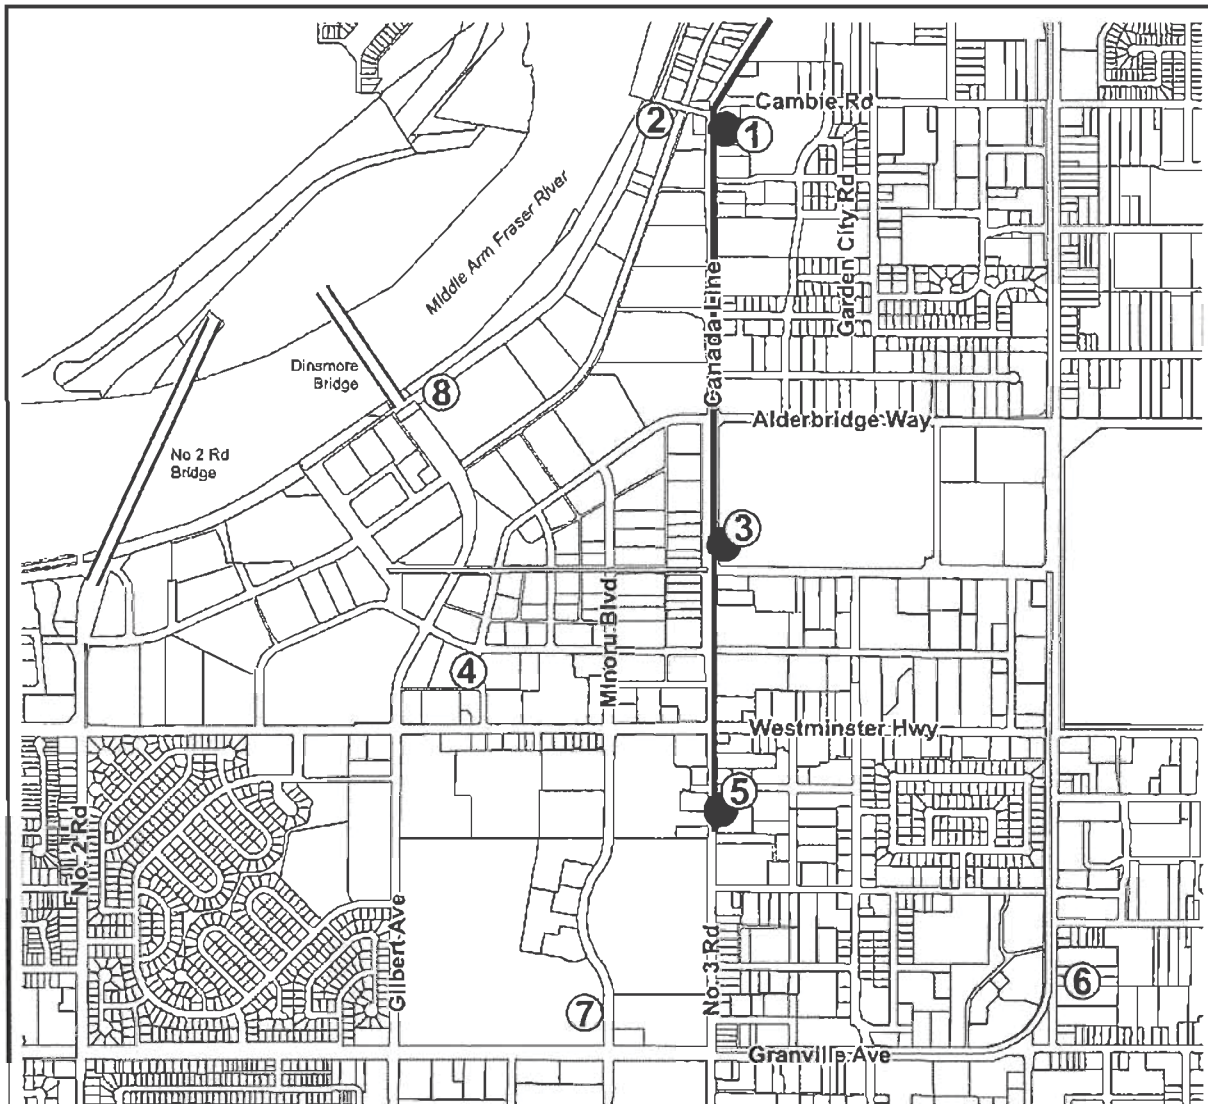 Cambie Rd
2
1
Middle Arm Fraser River
Garden City Rd
Canada Line
Dinsmore
Bridge
8
Alderbridge Way
No 2 Rd
Bridge
3
Minoru Blvd
4
Westminster Hwy
5
No. 2 Rd
Gilbert Ave
No. 3 Rd
6
7
Granville Ave